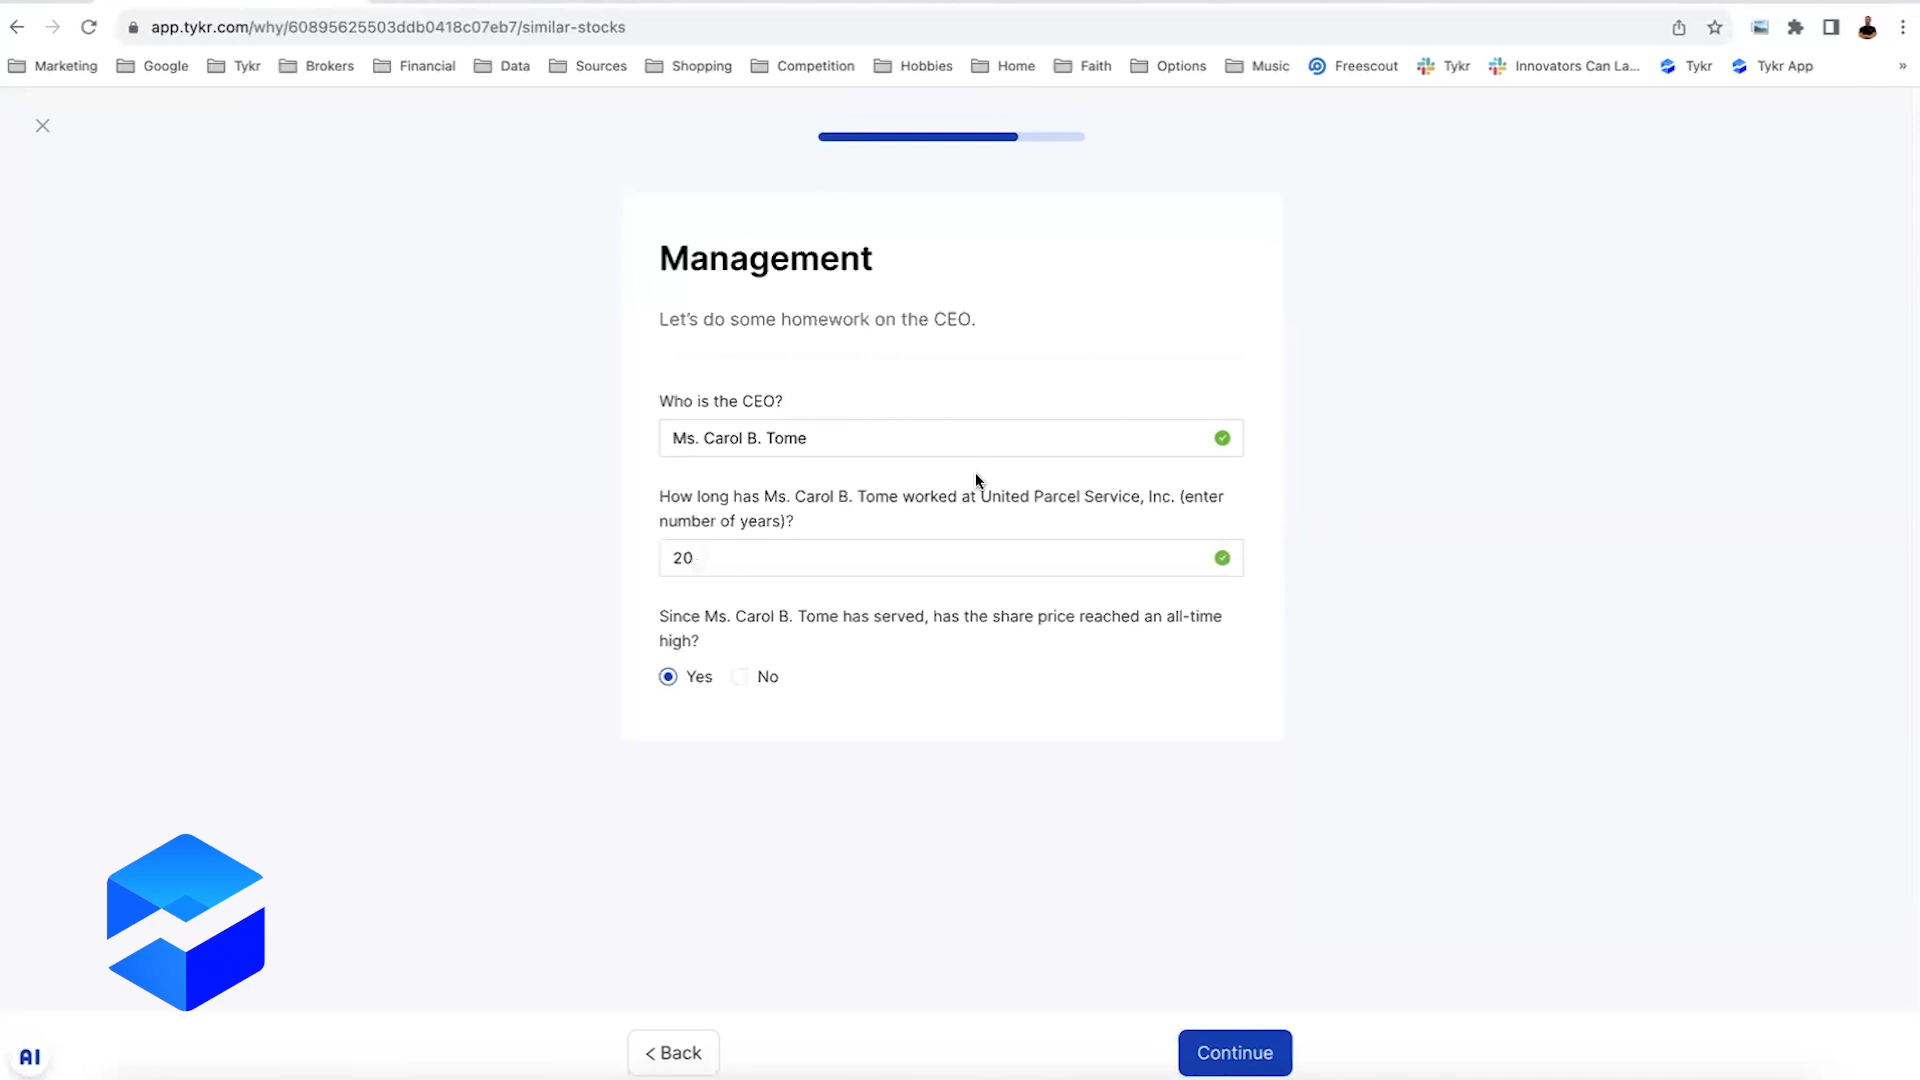 app.tykr.com/why/60895625503ddb0418c07eb7/similar-stocks
Marketing Google Tykr Brokers Financial Data Sources Shopping Competition Hobbies Home Faith Options Music Freescout Tykr Innovators Can La... Tykr Tykr App »
Management
Let's do some homework on the CEO.
Who is the CEO?
Ms. Carol B. Tome
How long has Ms. Carol B. Tome worked at United Parcel Service, Inc. (enter
number of years)?
20
Since Ms. Carol B. Tome has served, has the share price reached an all-time
high?
Yes No
AI < Back Continue